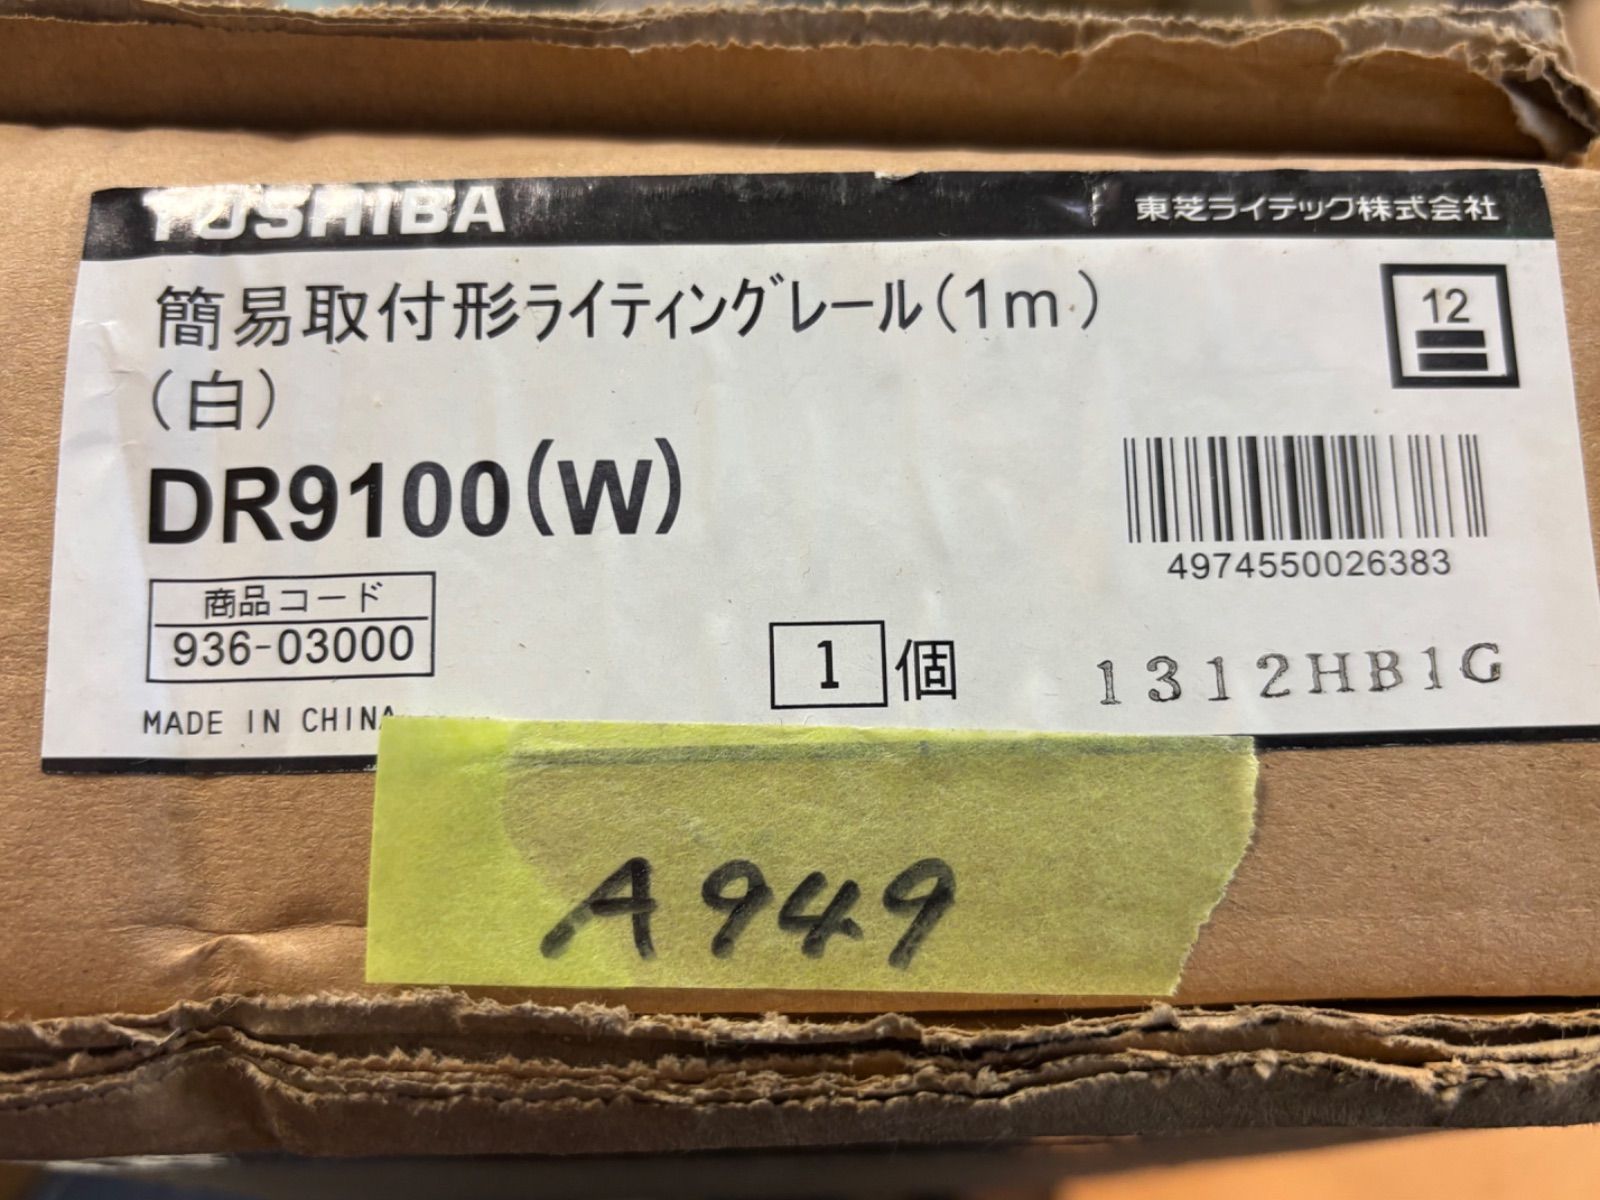 TOSHIBA 東芝ライテック株式会社
簡易取付形ライティングレール(1m)
(白)
12
DR9100(W)
4974550026383
商品コード
936-03000
1 個
1312HB1G
MADE IN CHINA
A949